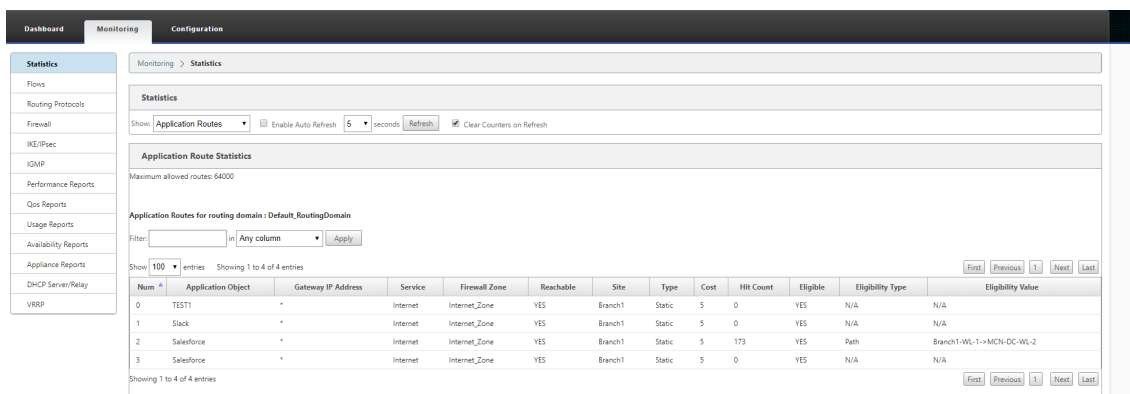 Dashboard Monitoring Configuration
Statistics
Flows
Routing Protocols
Firewall
IKE/IPsec
IGMP
Performance Reports
Qos Reports
Usage Reports
Availability Reports
Appliance Reports
DHCP Server/Relay
VRRP
Monitoring > Statistics
Statistics
Show: Application Routes Enable Auto Refresh 5 seconds Refresh Clear Counters on Refresh
Application Route Statistics
Maximum allowed routes: 64000
Application Routes for routing domain : Default_RoutingDomain
Filter: in Any column Apply
Show 100 entries Showing 1 to 4 of 4 entries First Previous 1 Next Last
Num Application Object Gateway IP Address Service Firewall Zone Reachable Site Type Cost Hit Count Eligible Eligibility Type Eligibility Value
0 TEST1 * Internet Internet_Zone YES Branch1 Static 5 0 YES N/A N/A
1 Slack * Internet Internet_Zone YES Branch1 Static 5 0 YES N/A N/A
2 Salesforce * Internet Internet_Zone YES Branch1 Static 5 173 YES Path Branch1-WL-1->MCN-DC-WL-2
3 Salesforce * Internet Internet_Zone YES Branch1 Static 5 0 YES N/A N/A
Showing 1 to 4 of 4 entries First Previous 1 Next Last